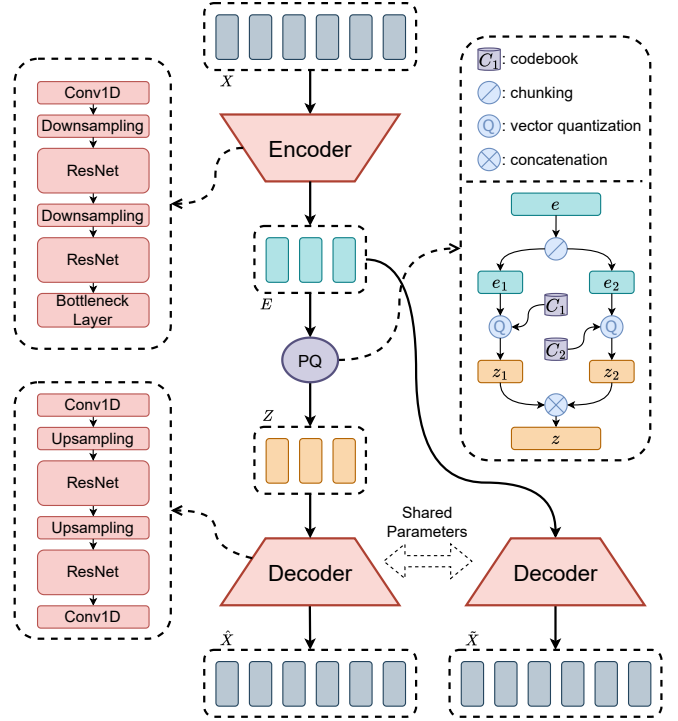 X
Conv1D
Downsampling
ResNet
Downsampling
ResNet
Bottleneck
Layer
Encoder
E
PQ
Z
C₁ : codebook
: chunking
Q : vector quantization
: concatenation
e
e₁
e₂
C₁
Q
Q
C₂
z₁
z₂
z
Conv1D
Upsampling
ResNet
Upsampling
ResNet
Conv1D
Decoder
Shared
Parameters
Decoder
X̂
X̃